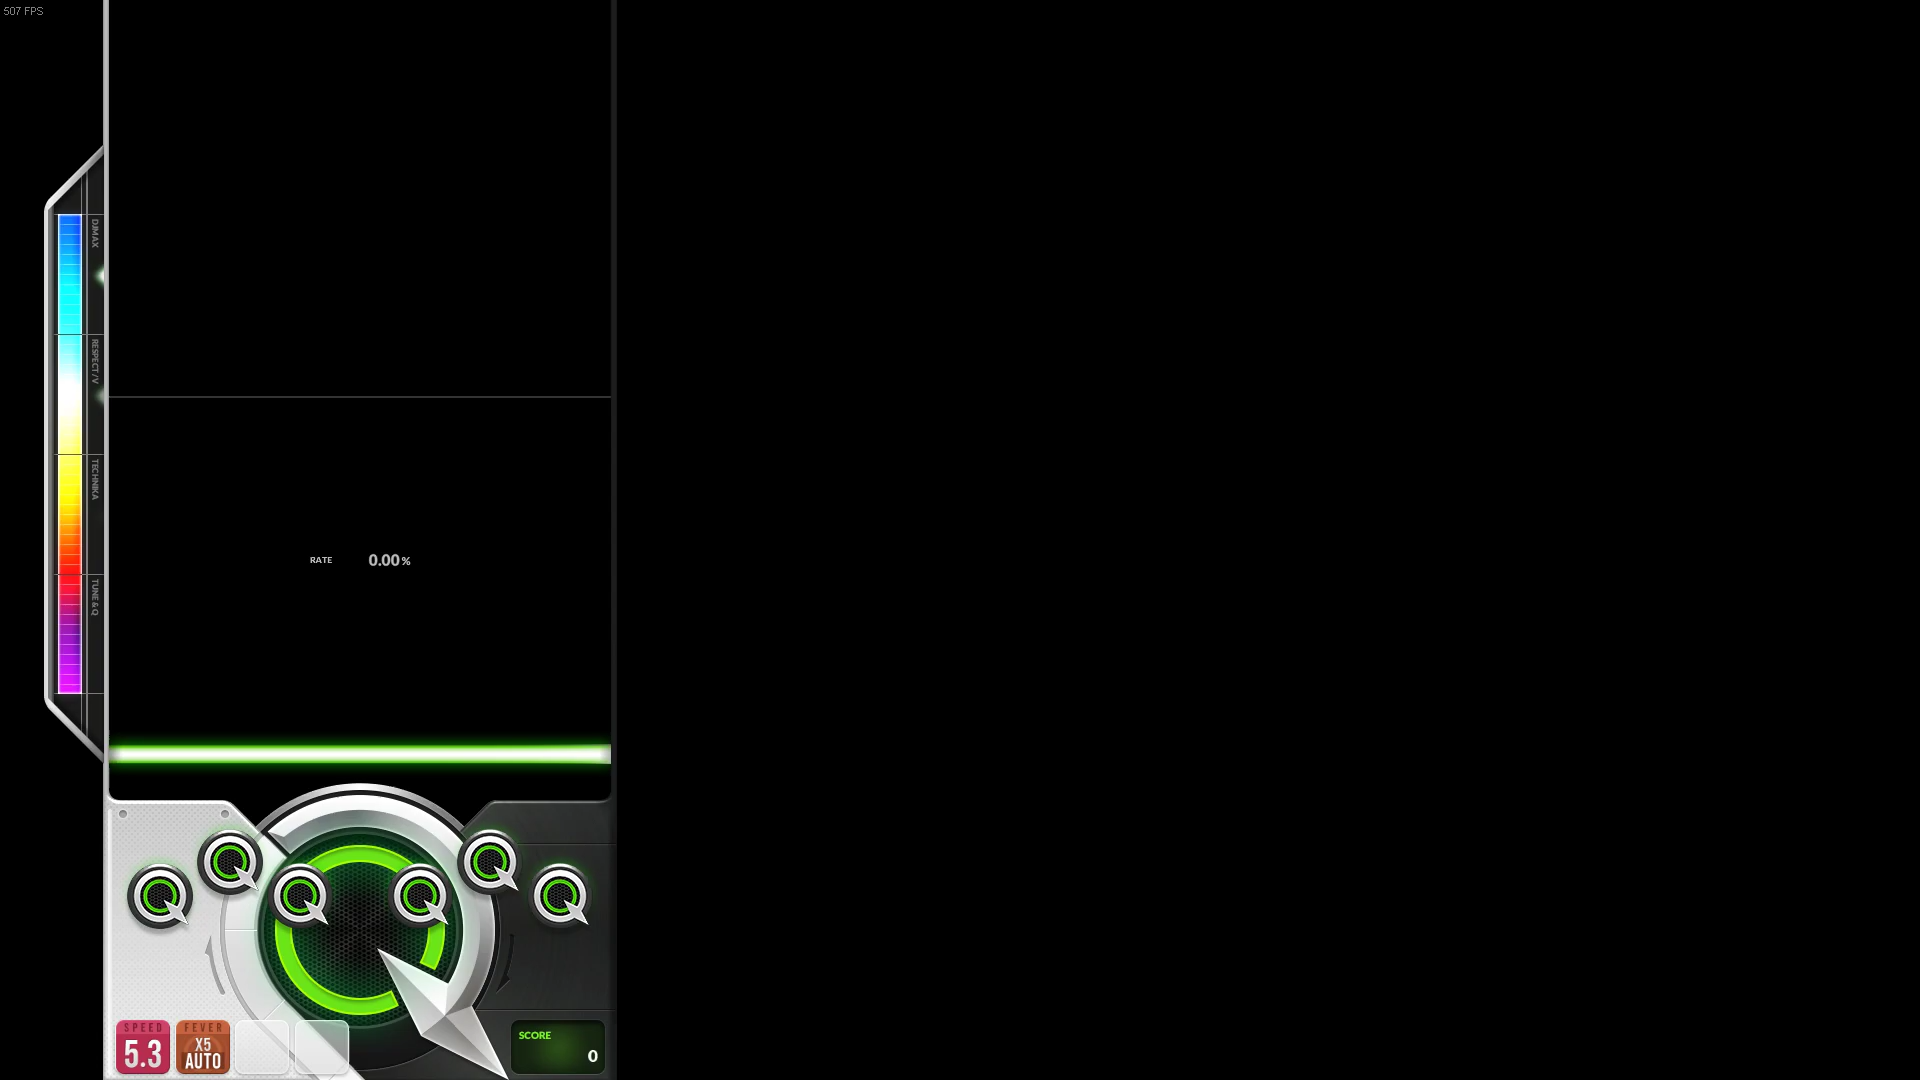 507 FPS
DJMAX
RESPECT/V
TECHNIKA
TUNE&Q
RATE 0.00%
SPEED
5.3
FEVER
X5
AUTO
SCORE
0